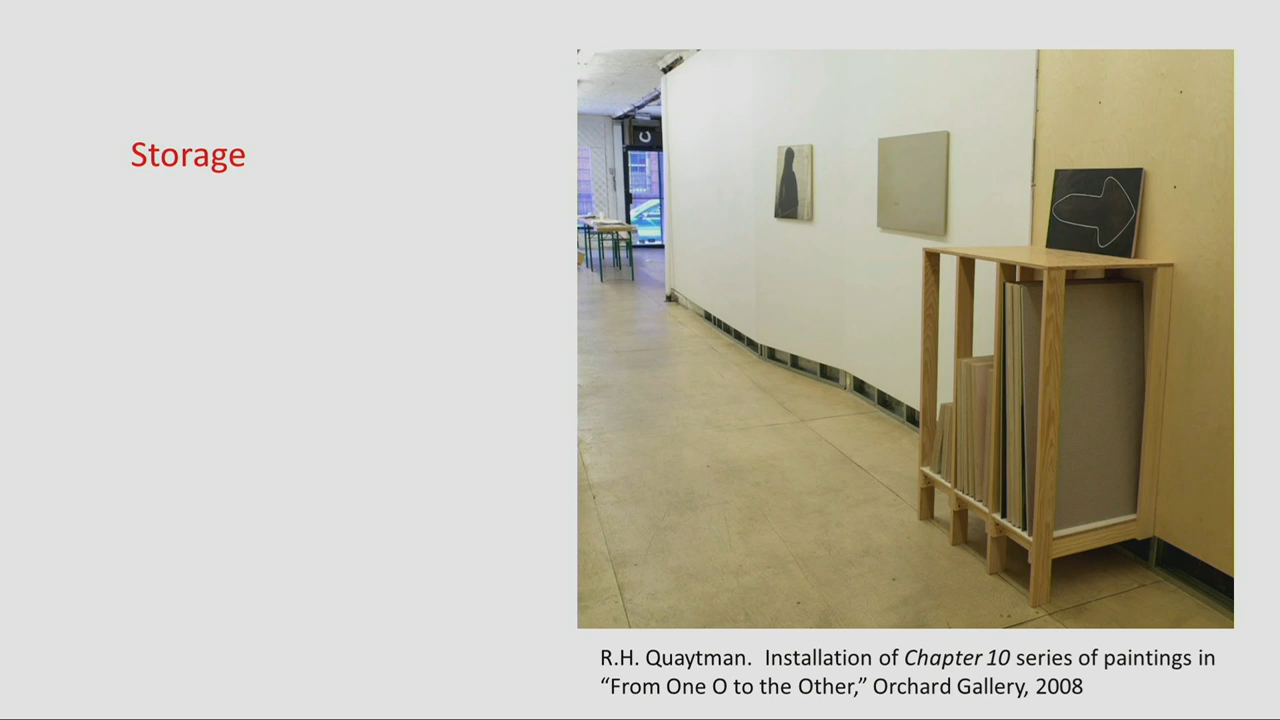 Storage
R.H. Quaytman. Installation of Chapter 10 series of paintings in
“From One O to the Other,” Orchard Gallery, 2008